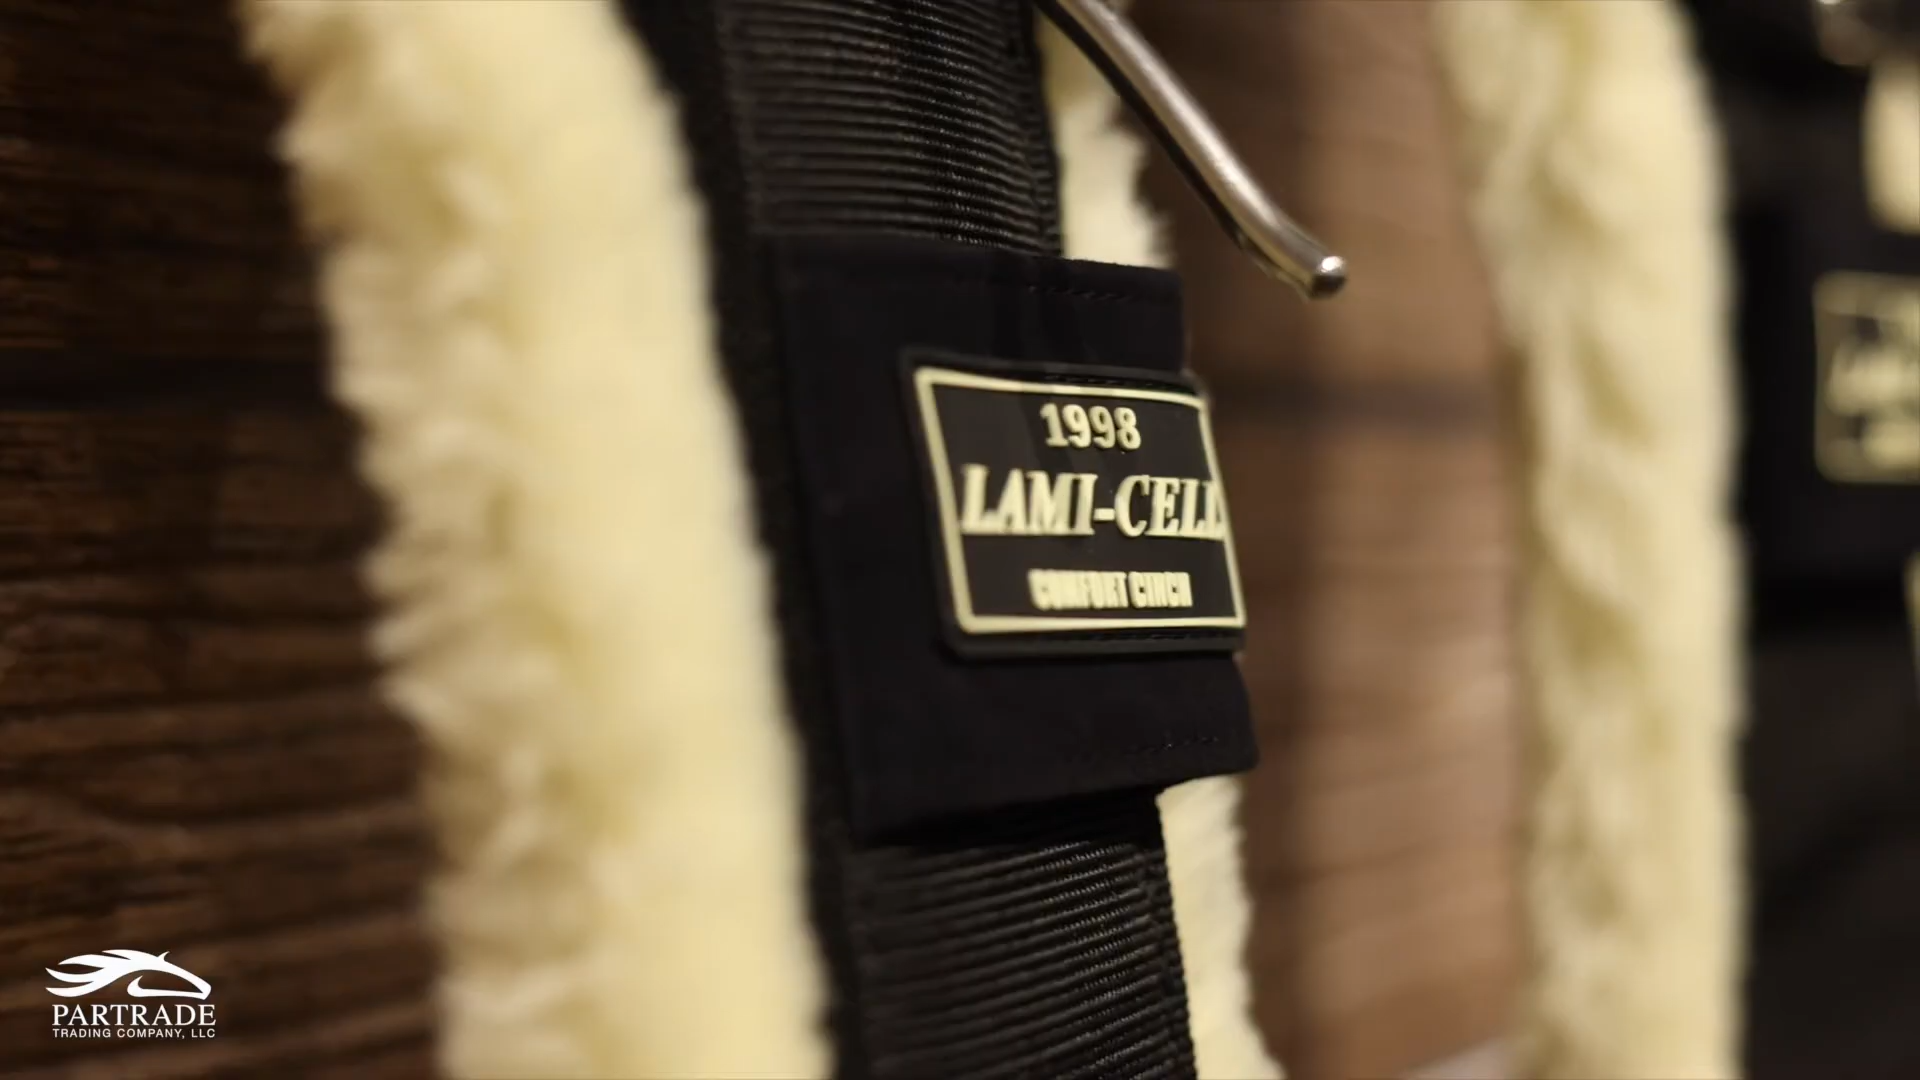 1998
LAMI-CELL
COMFORT CINCH
PARTRADE
TRADING COMPANY, LLC